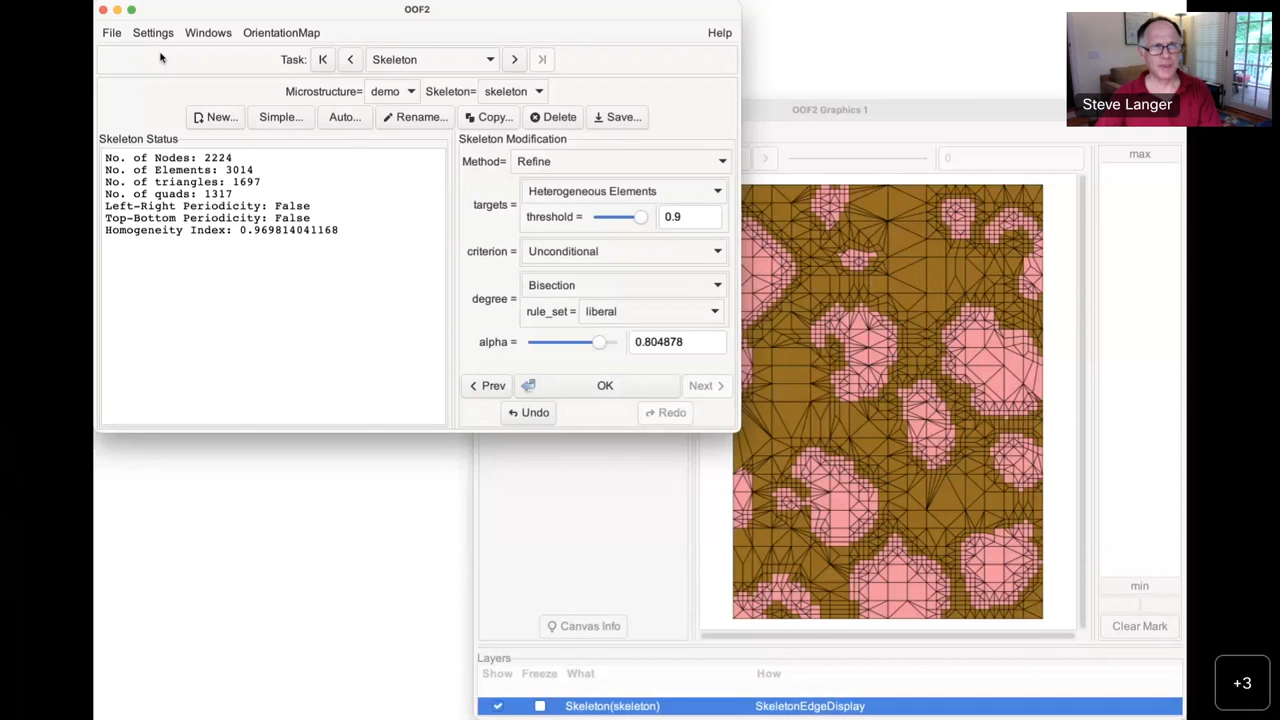 OOF2
File Settings Windows OrientationMap Help
Task: Skeleton
Microstructure= demo Skeleton= skeleton
New... Simple... Auto... Rename... Copy... Delete Save...
Skeleton Status
No. of Nodes: 2224
No. of Elements: 3014
No. of triangles: 1697
No. of quads: 1317
Left-Right Periodicity: False
Top-Bottom Periodicity: False
Homogeneity Index: 0.969814041168
Skeleton Modification
Method= Refine
targets = Heterogeneous Elements
threshold = 0.9
criterion = Unconditional
degree = Bisection
rule_set = liberal
alpha = 0.804878
Prev OK Next
Undo Redo
Steve Langer
OOF2 Graphics 1
0
max
min
Canvas Info
Clear Mark
Layers
Show Freeze What How
Skeleton(skeleton) SkeletonEdgeDisplay
+3